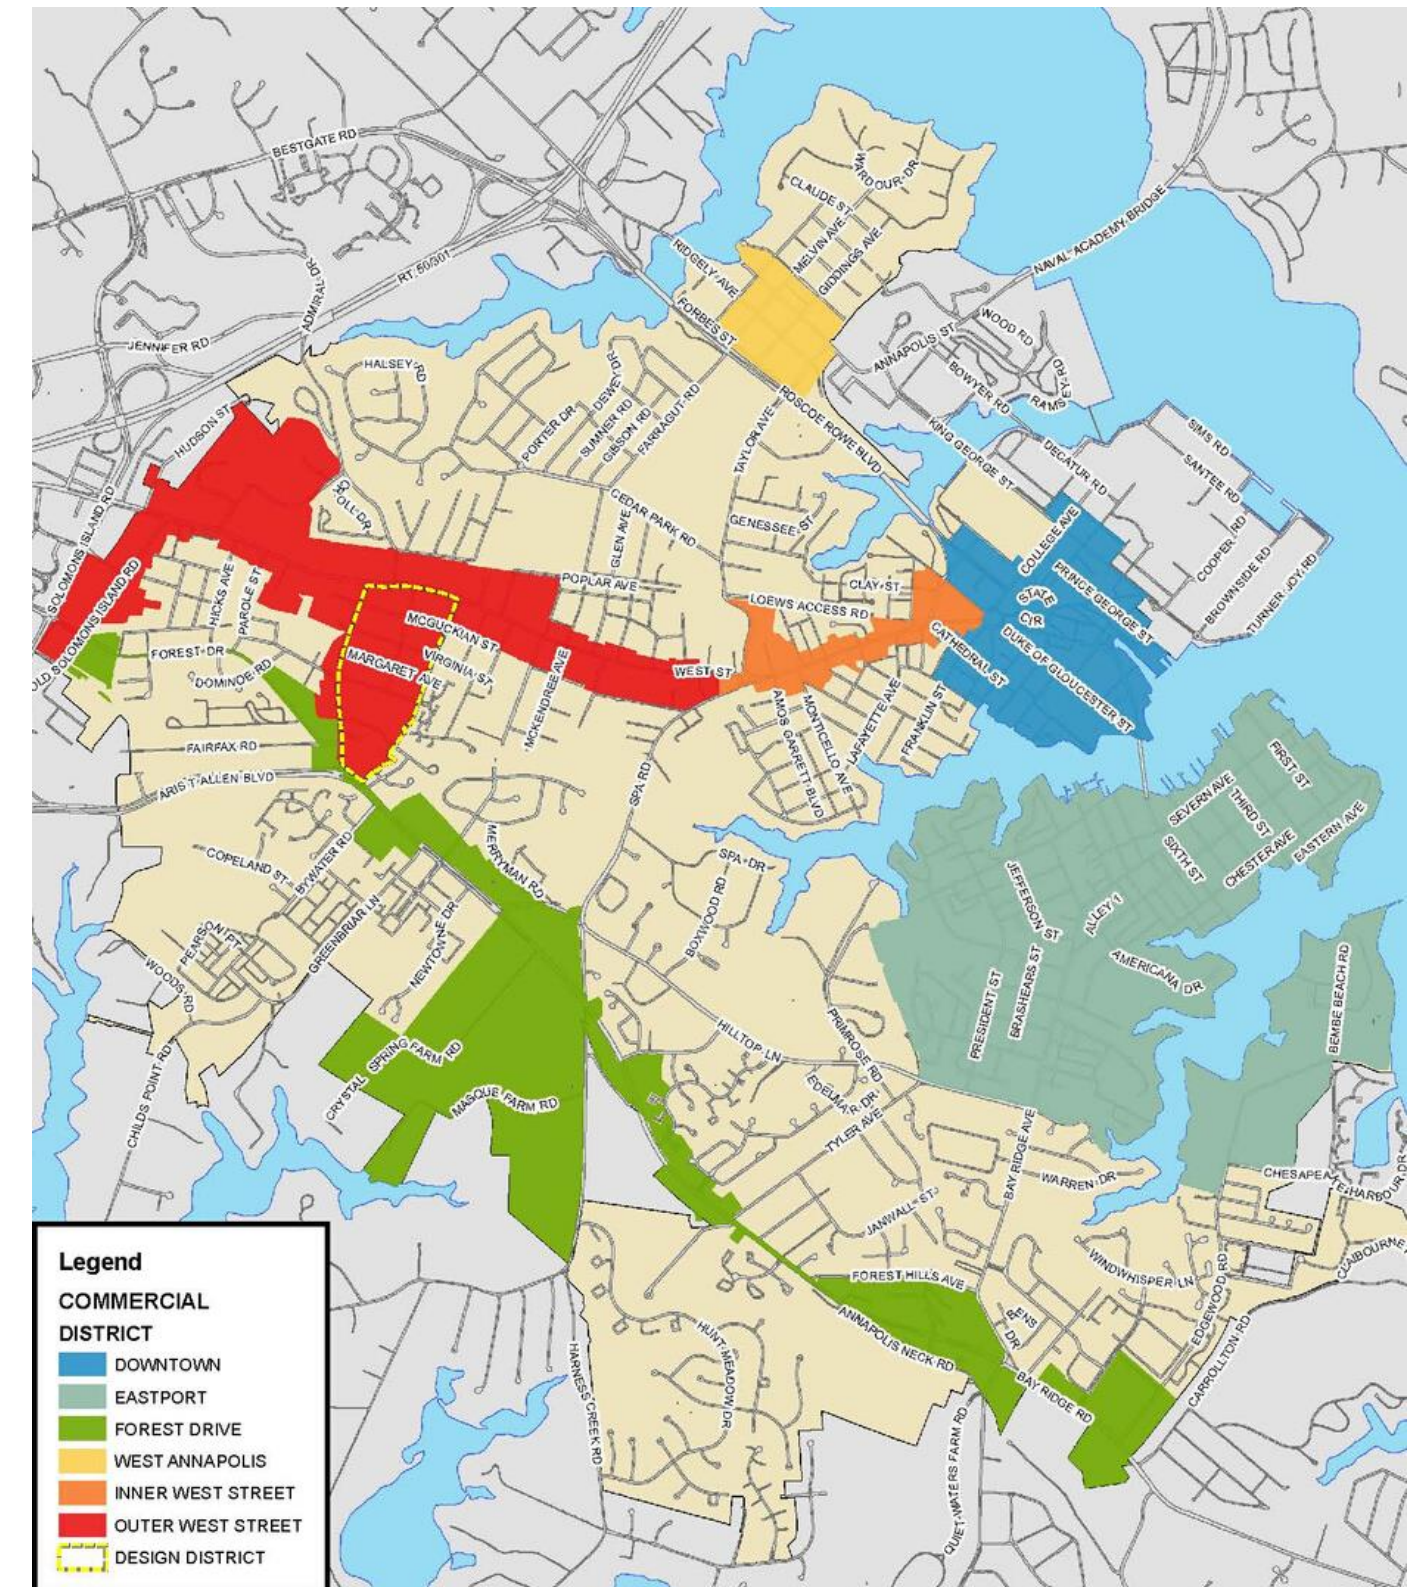 WARDOUR DR
CLAUDE ST
MELVIN AVE
GIDDINGS AVE
BESTGATE RD
NAVAL ACADEMY BRIDGE
RIDGELY AVE
RT 50/301
ADMIRAL DR
FORBES ST
WOOD RD
ANNAPOLIS ST
JENNIFER RD
BOWYER RD
RAMSEY RD
HALSEY RD
DEWEY DR
PORTER DR
SUMNER RD
GIBSON RD
FARRAGUT RD
ROSCOE ROWE BLVD
TAYLOR AVE
HUDSON ST
KING GEORGE ST
DECATUR RD
SIMS RD
SANTEE RD
CEDAR PARK RD
GENESSEE ST
COLLEGE AVE
COOPER RD
BROWNSIDE RD
TURNER JOY RD
SOLOMONS ISLAND RD
OLD SOLOMONS ISLAND RD
HICKS AVE
PAROLE ST
GLEN AVE
POPLAR AVE
CLAY ST
LOEWS ACCESS RD
STATE
CIR
PRINCE GEORGE ST
MCGUCKIAN ST
CATHEDRAL ST
DUKE OF GLOUCESTER ST
FOREST DR
DOMINOE RD
MARGARET AVE
VIRGINIA ST
MCKENDREE AVE
WEST ST
AMOS GARRETT BLVD
MONTICELLO AVE
LAFAYETTE AVE
FRANKLIN ST
FAIRFAX RD
ARIS T ALLEN BLVD
SPA RD
FIRST ST
SEVERN AVE
THIRD ST
EASTERN AVE
SIXTH ST
CHESTER AVE
COPELAND ST
BYWATER RD
MERRYMAN RD
SPA DR
BOXWOOD RD
JEFFERSON ST
ALLEY 1
PEARSON PT
GREENBRIAR LN
NEWTOWNE DR
WOODS RD
AMERICANA DR
BEMBE BEACH RD
PRESIDENT ST
BRASHEARS ST
HILLTOP LN
PRIMROSE RD
CHILDS POINT RD
CRYSTAL SPRING FARM RD
MASQUE FARM RD
EDELMAR DR
TYLER AVE
BAY RIDGE AVE
WARREN DR
CHESAPEAKE HARBOUR DR
JANWALL ST
WINDWHISPER LN
CLAIBOURNE
FOREST HILLS AVE
EDGEWOOD RD
BENS
DR
ANNAPOLIS NECK RD
CARROLLTON RD
HARNESS CREEK RD
HUNT MEADOW DR
BAY RIDGE RD
QUIET WATERS FARM RD
Legend
COMMERCIAL
DISTRICT
DOWNTOWN
EASTPORT
FOREST DRIVE
WEST ANNAPOLIS
INNER WEST STREET
OUTER WEST STREET
DESIGN DISTRICT